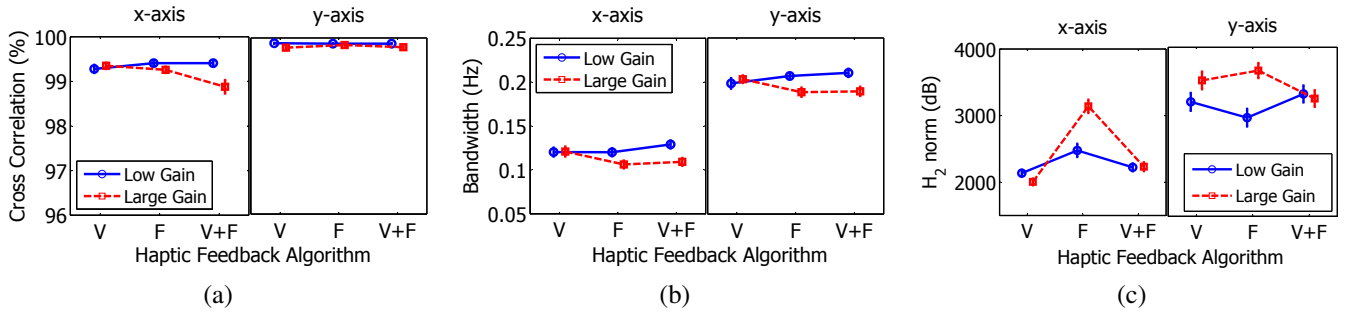 x-axis
y-axis
Cross Correlation (%)
100
99
98
97
96
Low Gain
Large Gain
V
F
V+F
V
F
V+F
Haptic Feedback Algorithm
(a)
x-axis
y-axis
Bandwidth (Hz)
0.25
0.2
0.15
0.1
0.05
Low Gain
Large Gain
V
F
V+F
V
F
V+F
Haptic Feedback Algorithm
(b)
x-axis
y-axis
H2 norm (dB)
4000
3000
2000
Low Gain
Large Gain
V
F
V+F
V
F
V+F
Haptic Feedback Algorithm
(c)